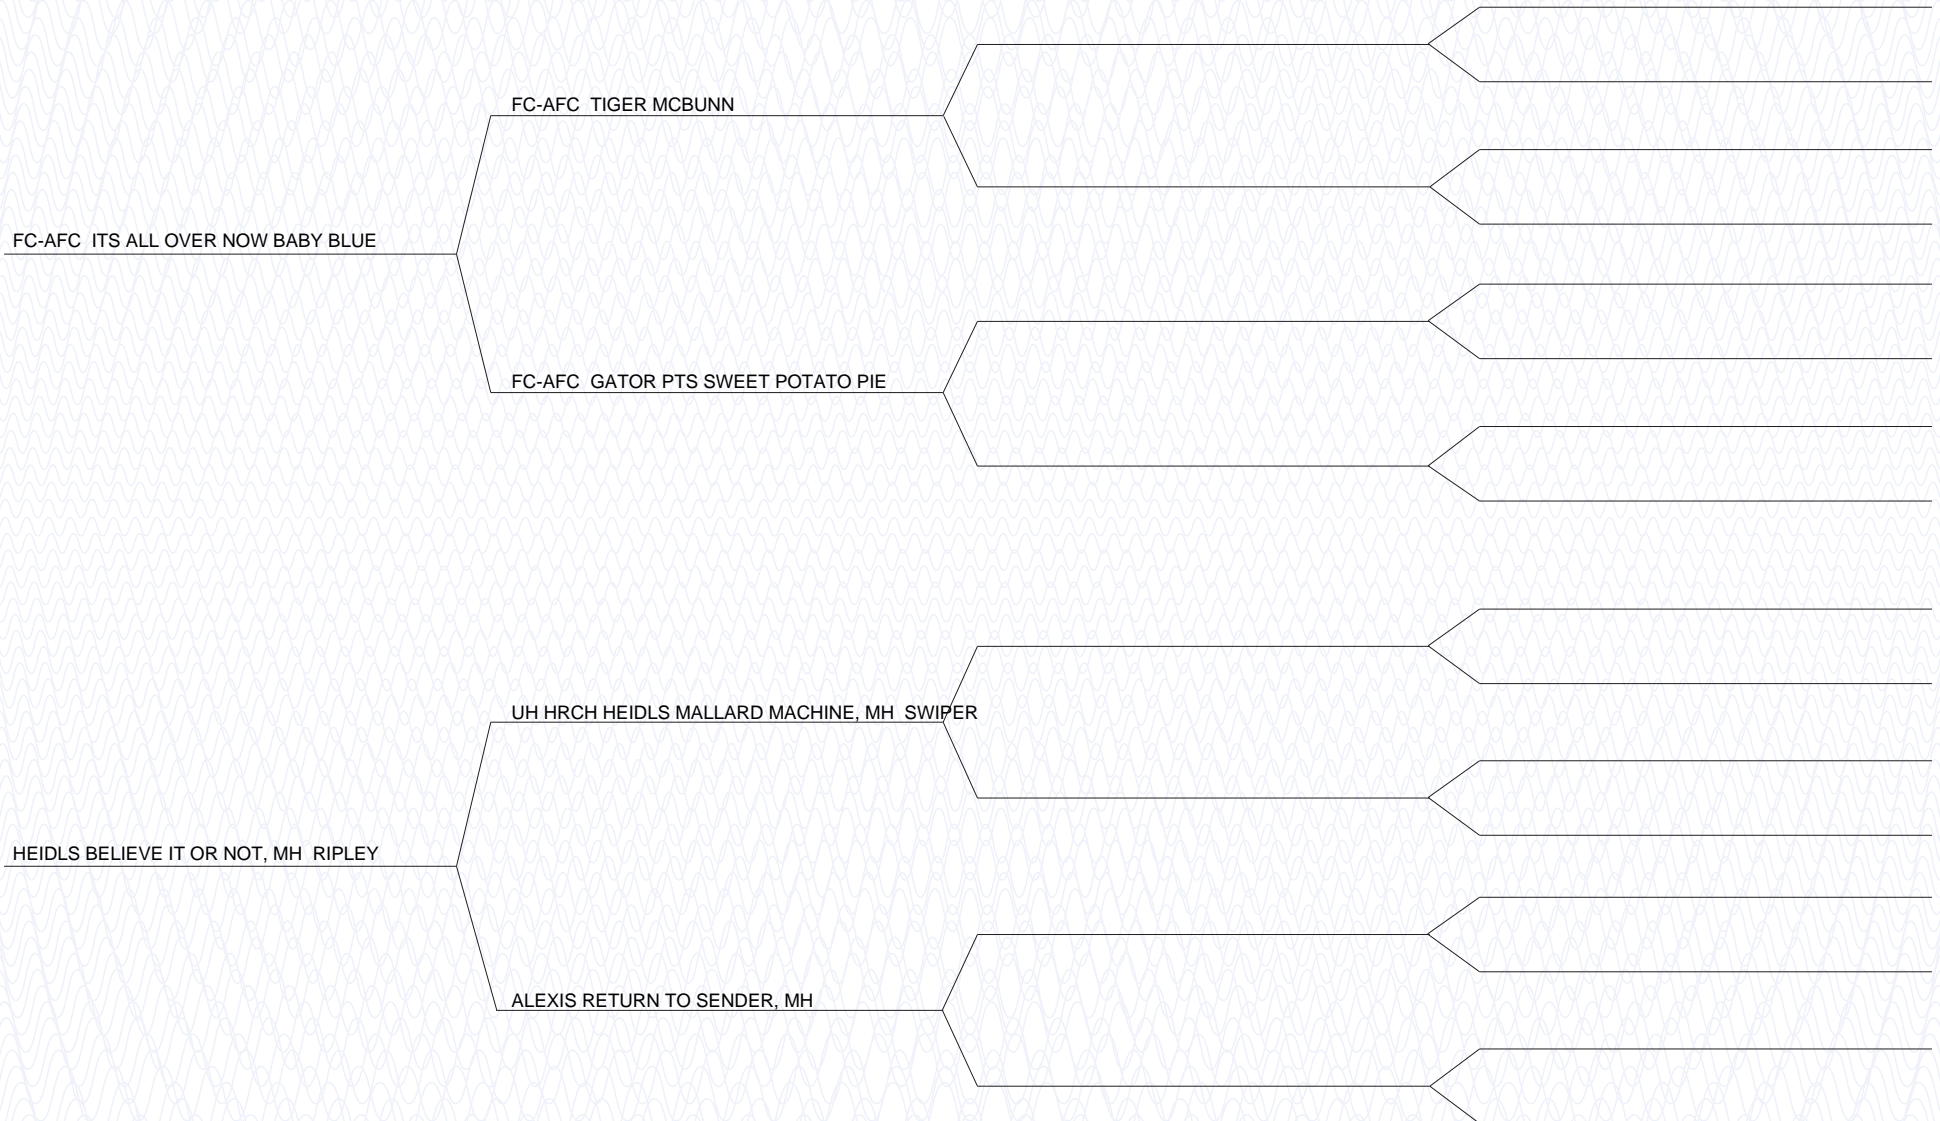 FC-AFC  TIGER MCBUNN
FC-AFC  ITS ALL OVER NOW BABY BLUE
FC-AFC  GATOR PTS SWEET POTATO PIE
UH HRCH HEIDLS MALLARD MACHINE, MH  SWIPER
HEIDLS BELIEVE IT OR NOT, MH  RIPLEY
ALEXIS RETURN TO SENDER, MH